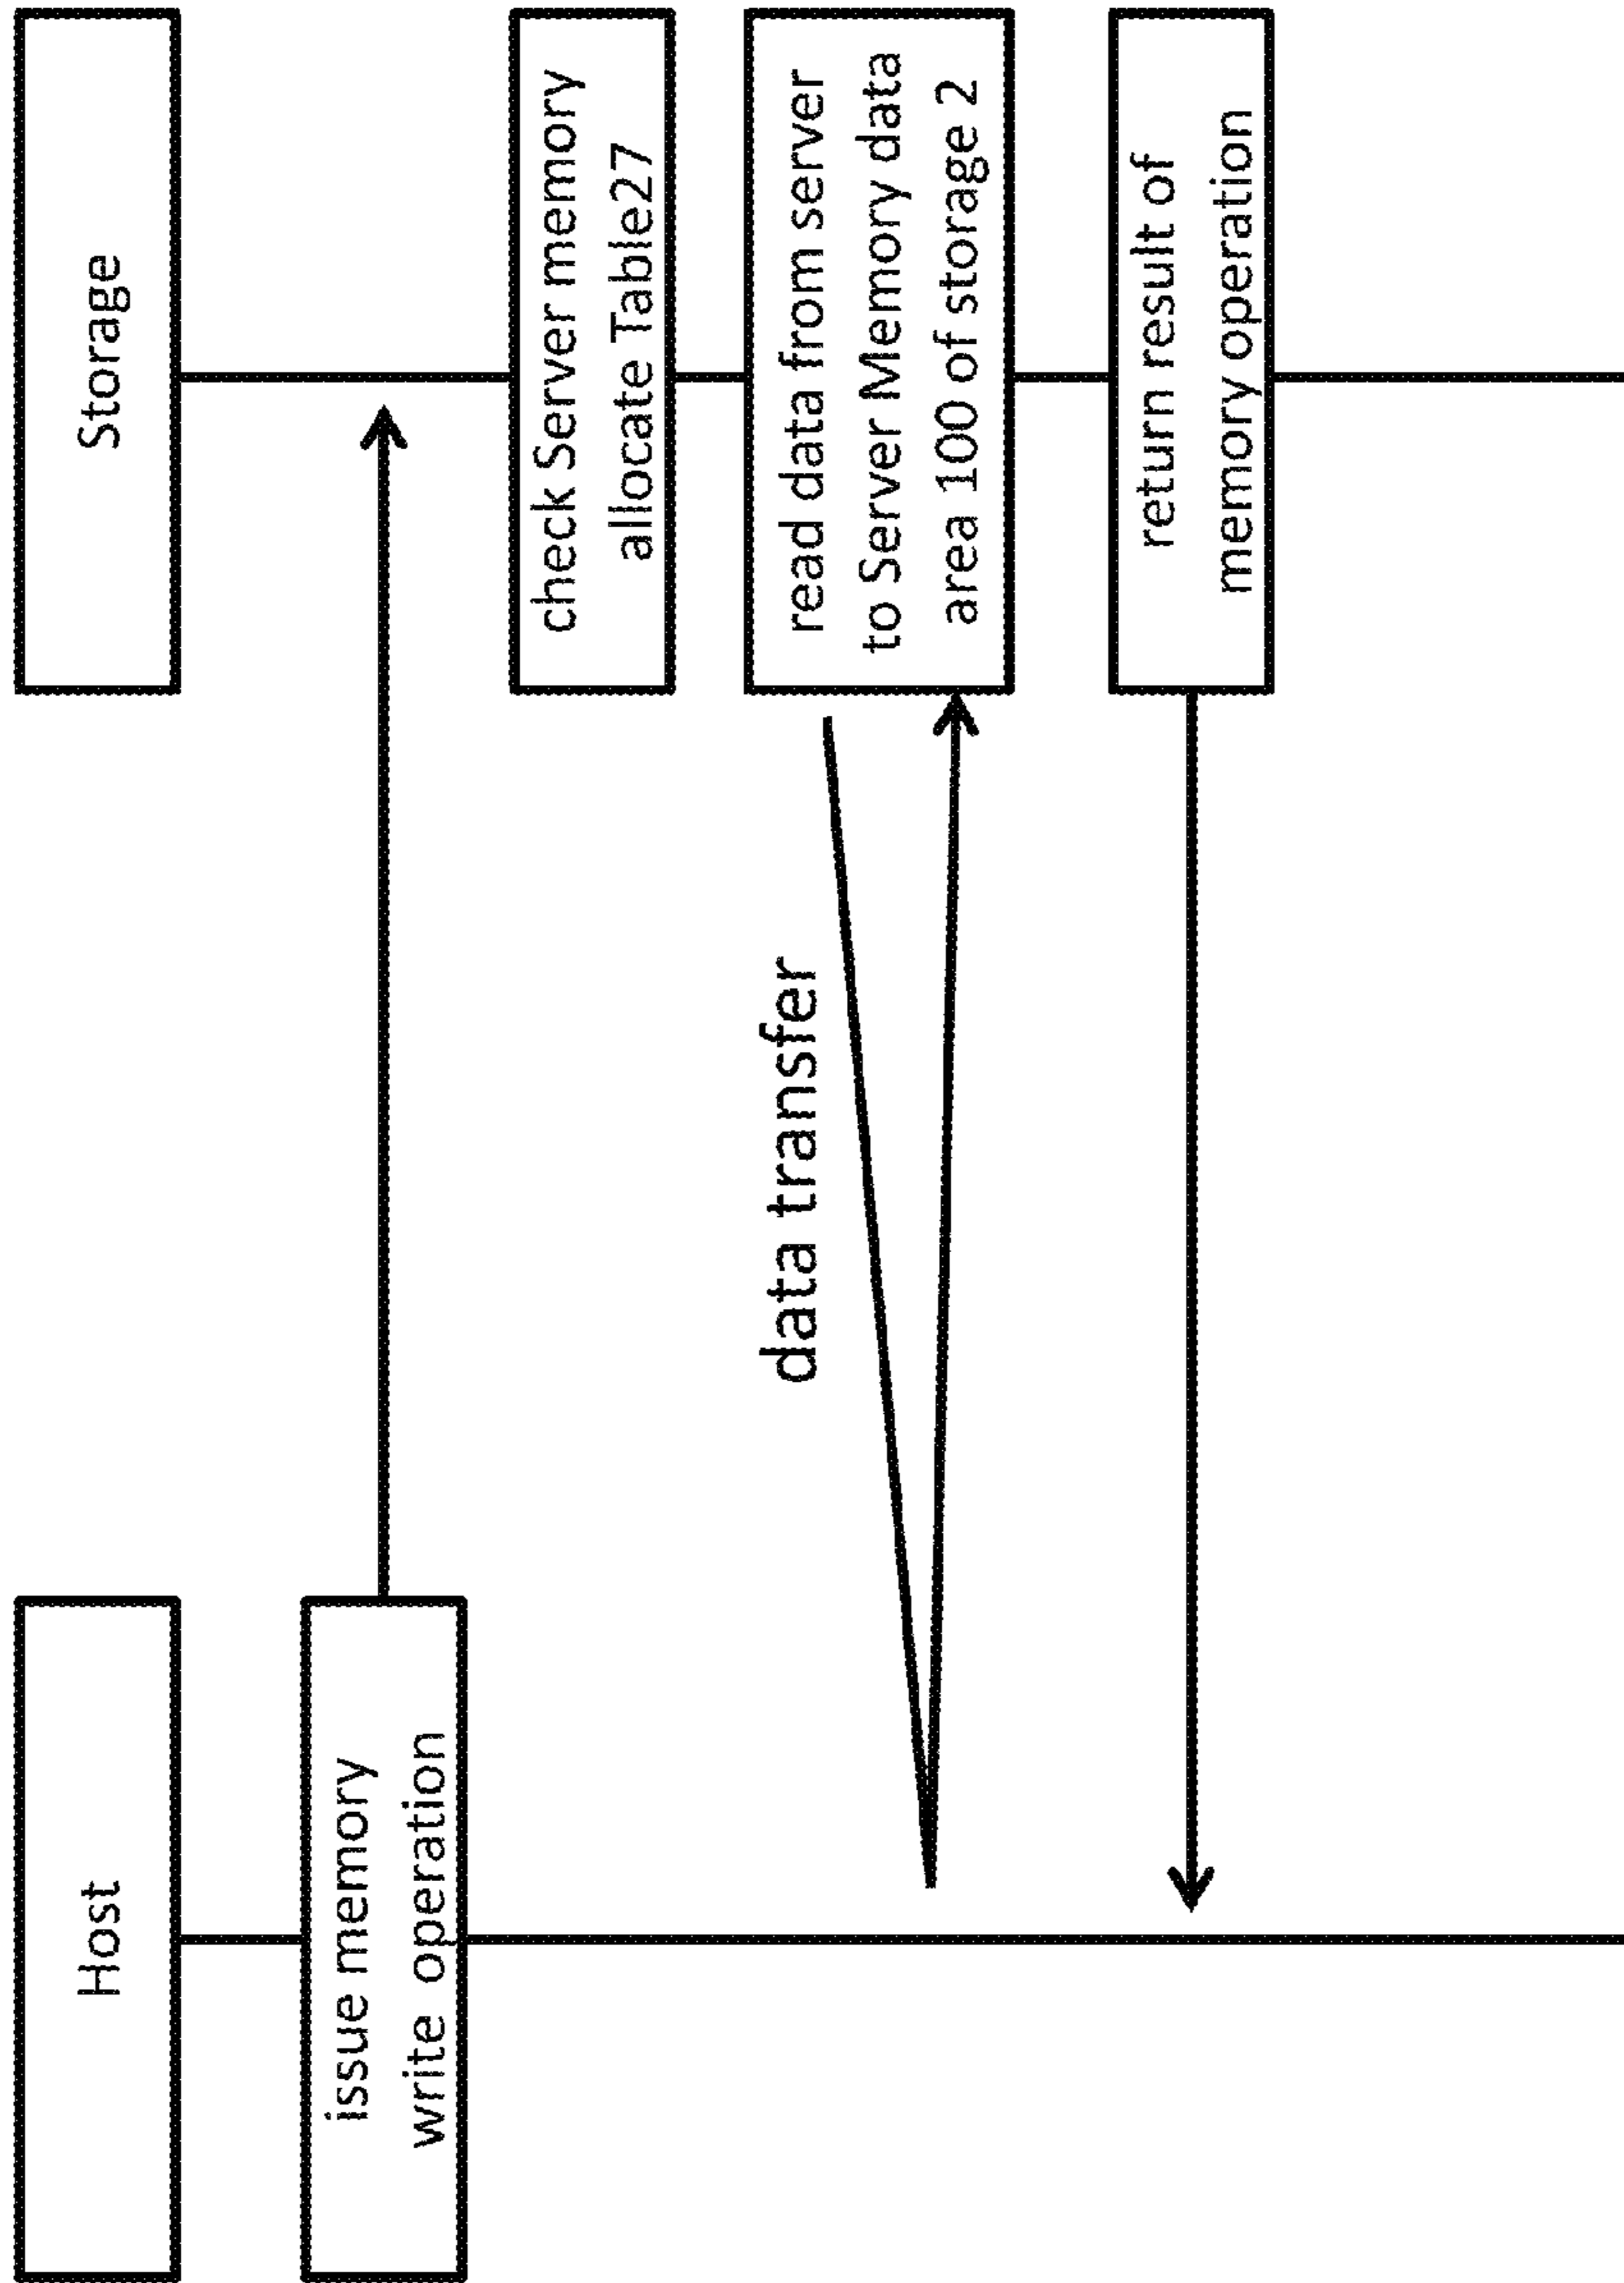 Host
Storage
issue memory
write operation
check Server memory
allocate Table27
data transfer
read data from server
to Server Memory data
area 100 of storage 2
return result of
memory operation